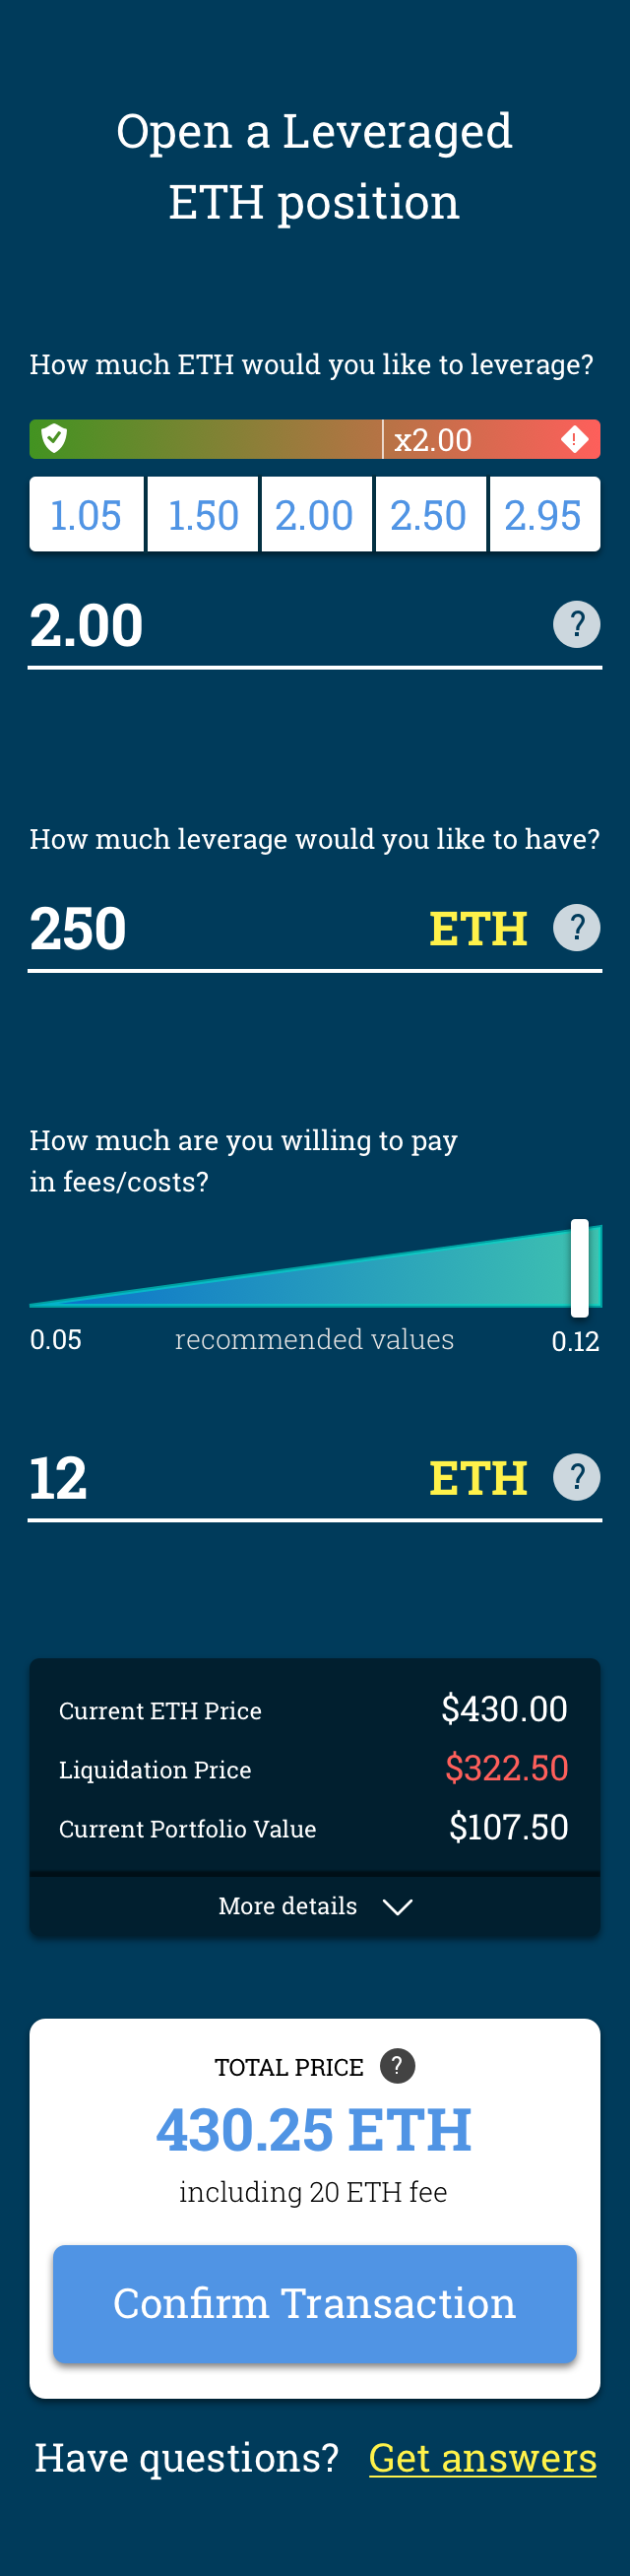 Open a Leveraged
ETH position
How much ETH would you like to leverage?
x2.00
1.05 1.50 2.00 2.50 2.95
2.00 ?
How much leverage would you like to have?
250 ETH ?
How much are you willing to pay
in fees/costs?
0.05 recommended values 0.12
12 ETH ?
Current ETH Price $430.00
Liquidation Price $322.50
Current Portfolio Value $107.50
More details
TOTAL PRICE ?
430.25 ETH
including 20 ETH fee
Confirm Transaction
Have questions? Get answers